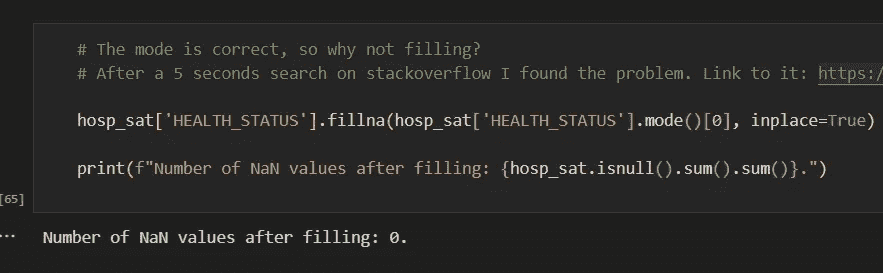 # The mode is correct, so why not filling?
# After a 5 seconds search on stackoverflow I found the problem. Link to it: https:/
hosp_sat['HEALTH_STATUS'].fillna(hosp_sat['HEALTH_STATUS'].mode()[0], inplace=True)
print(f"Number of NaN values after filling: {hosp_sat.isnull().sum().sum()}.")
[65]
... Number of NaN values after filling: 0.